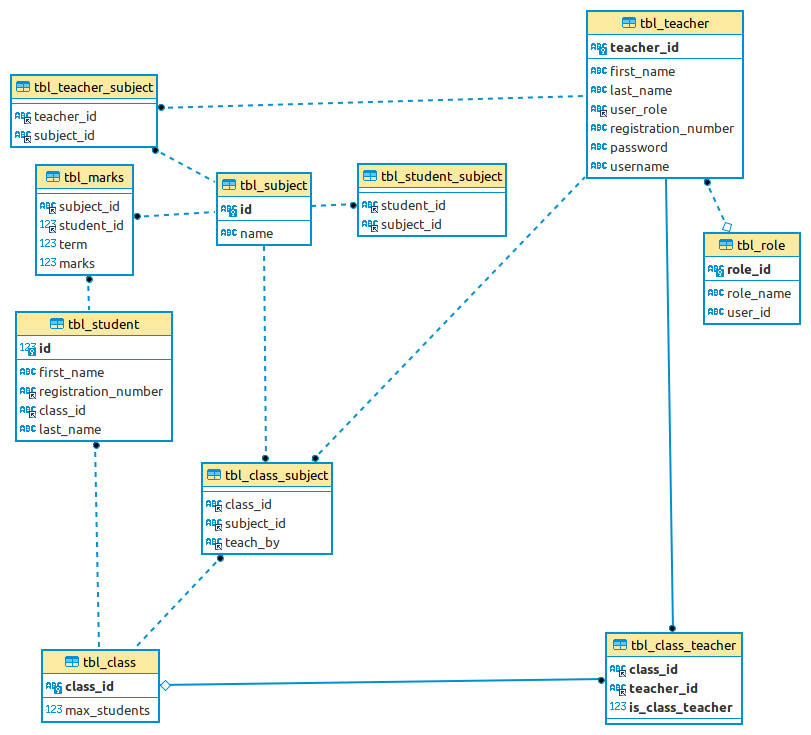 tbl_teacher
ABC teacher_id
ABC first_name
ABC last_name
ABC user_role
ABC registration_number
ABC password
ABC username
tbl_teacher_subject
ABC teacher_id
ABC subject_id
tbl_marks
ABC subject_id
123 student_id
123 term
123 marks
tbl_subject
ABC id
ABC name
tbl_student_subject
ABC student_id
ABC subject_id
tbl_role
ABC role_id
ABC role_name
ABC user_id
tbl_student
123 id
ABC first_name
ABC registration_number
ABC class_id
ABC last_name
tbl_class_subject
ABC class_id
ABC subject_id
ABC teach_by
tbl_class
ABC class_id
123 max_students
tbl_class_teacher
ABC class_id
ABC teacher_id
123 is_class_teacher